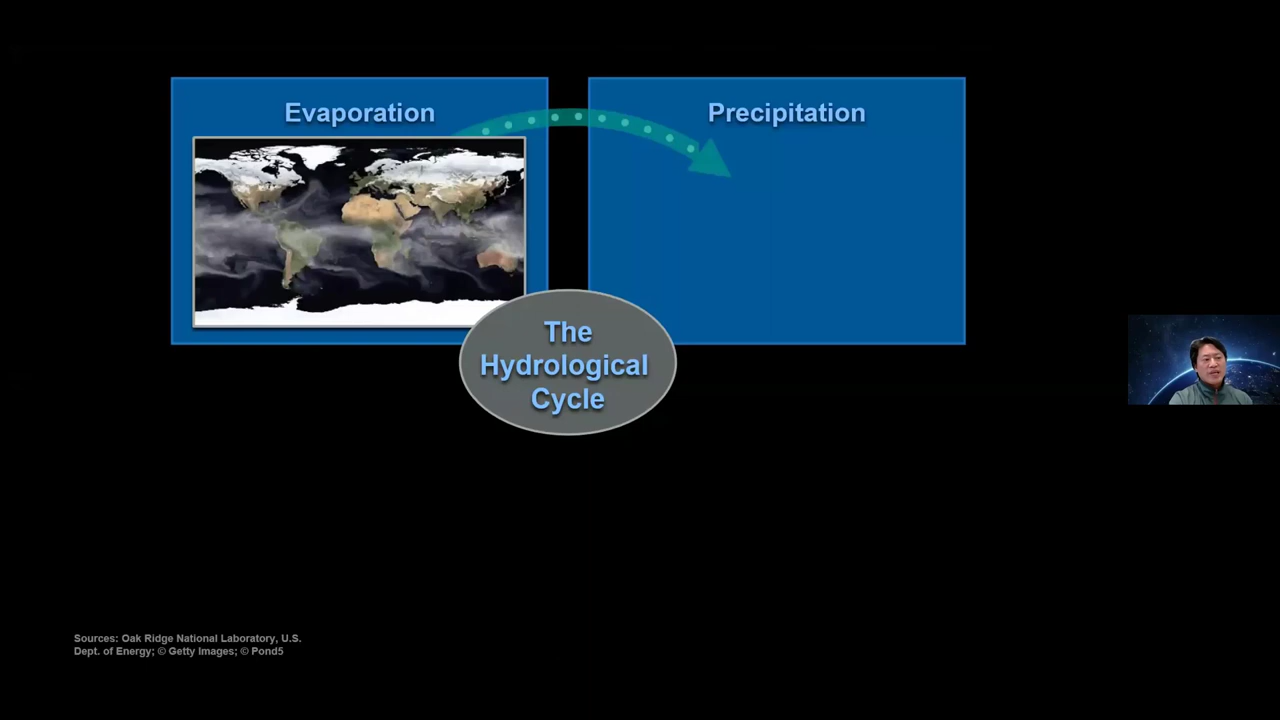 Evaporation
Precipitation
The
Hydrological
Cycle
Sources: Oak Ridge National Laboratory, U.S.
Dept. of Energy; © Getty Images; © Pond5